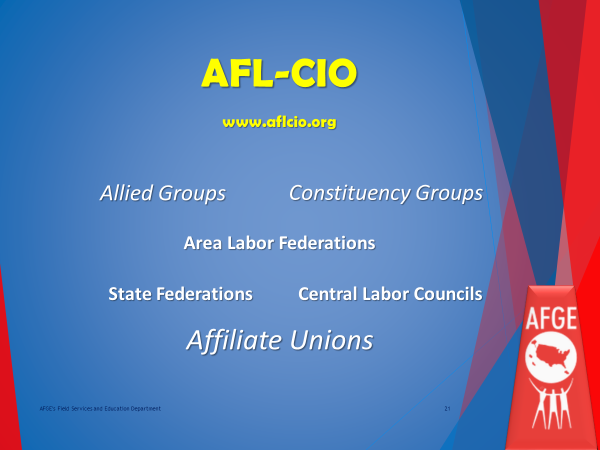 AFL-CIO
www.aflcio.org
Allied Groups
Constituency Groups
Area Labor Federations
State Federations
Central Labor Councils
Affiliate Unions
AFGE
AFGE's Field Services and Education Department
21